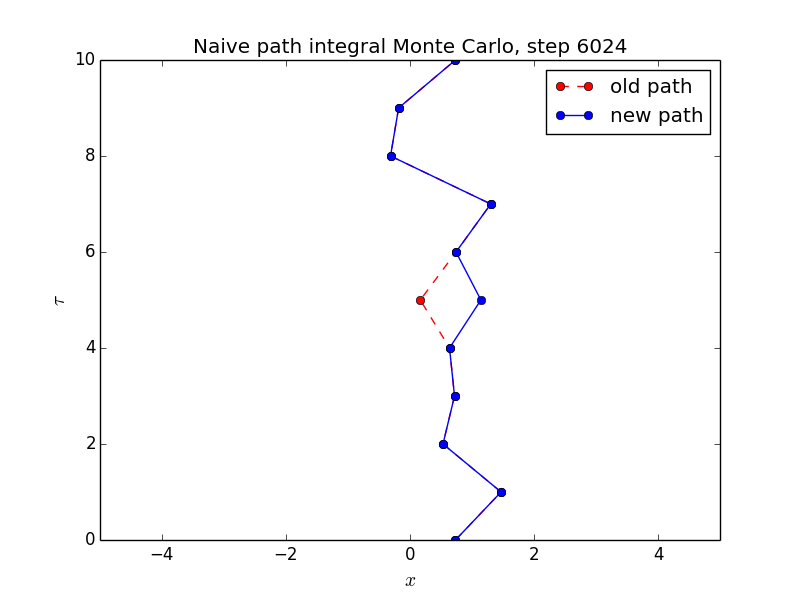 Naive path integral Monte Carlo, step 6024
old path
new path
10
8
6
4
2
0
τ
−4 −2 0 2 4
x